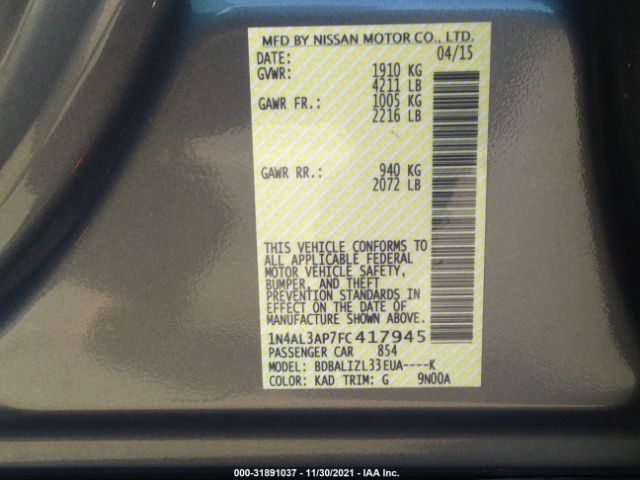 MFD BY NISSAN MOTOR CO., LTD.
DATE: 04/15
GVWR: 1910 KG
4211 LB
GAWR FR.: 1005 KG
2216 LB
GAWR RR.: 940 KG
2072 LB
THIS VEHICLE CONFORMS TO
ALL APPLICABLE FEDERAL
MOTOR VEHICLE SAFETY,
BUMPER, AND THEFT
PREVENTION STANDARDS IN
EFFECT ON THE DATE OF
MANUFACTURE SHOWN ABOVE.
1N4AL3AP7FC417945
PASSENGER CAR 854
MODEL: BDBALIZL33EUA----K
COLOR: KAD TRIM: G 9N00A
000-31891037 - 11/30/2021 - IAA Inc.